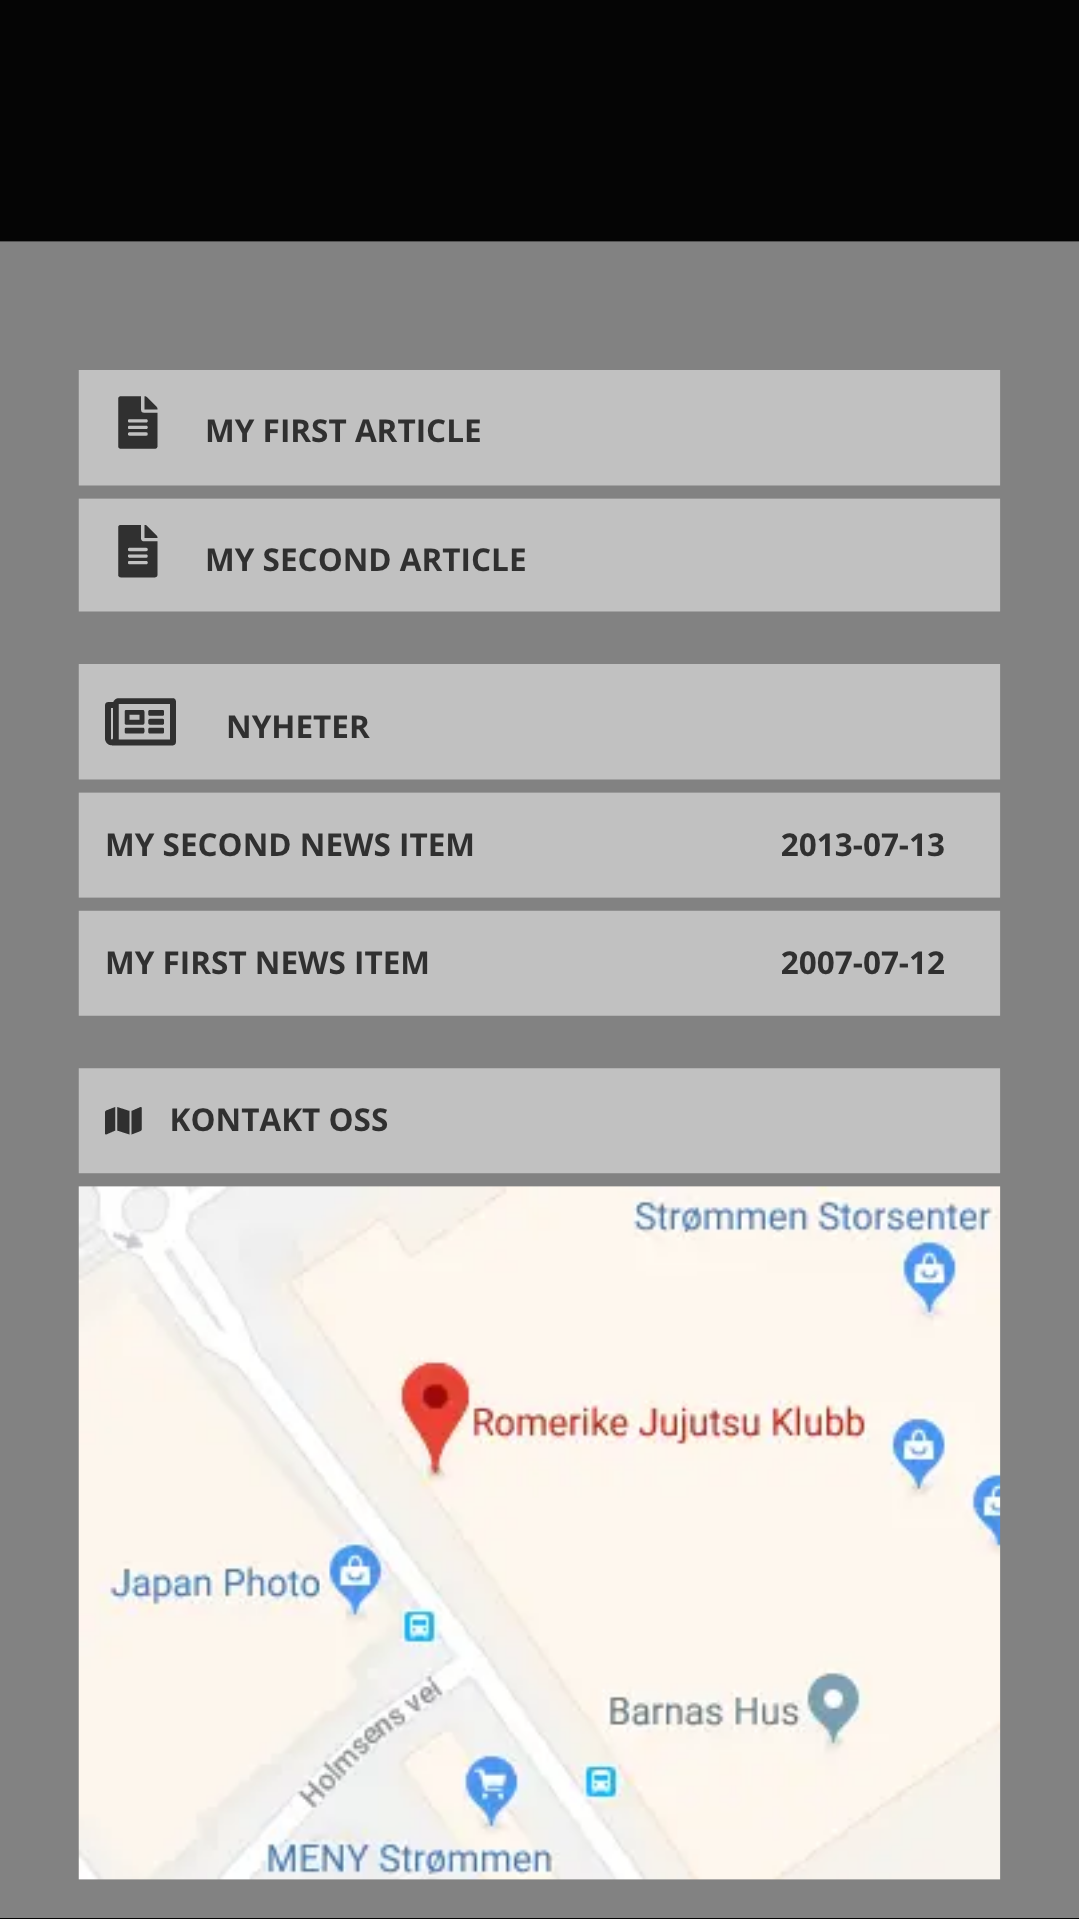 MY FIRST ARTICLE
MY SECOND ARTICLE
NYHETER
MY SECOND NEWS ITEM 2013-07-13
MY FIRST NEWS ITEM 2007-07-12
KONTAKT OSS
Strømmen Storsenter
Romerike Jujutsu Klubb
Japan Photo
Holmsens vei
Barnas Hus
MENY Strømmen